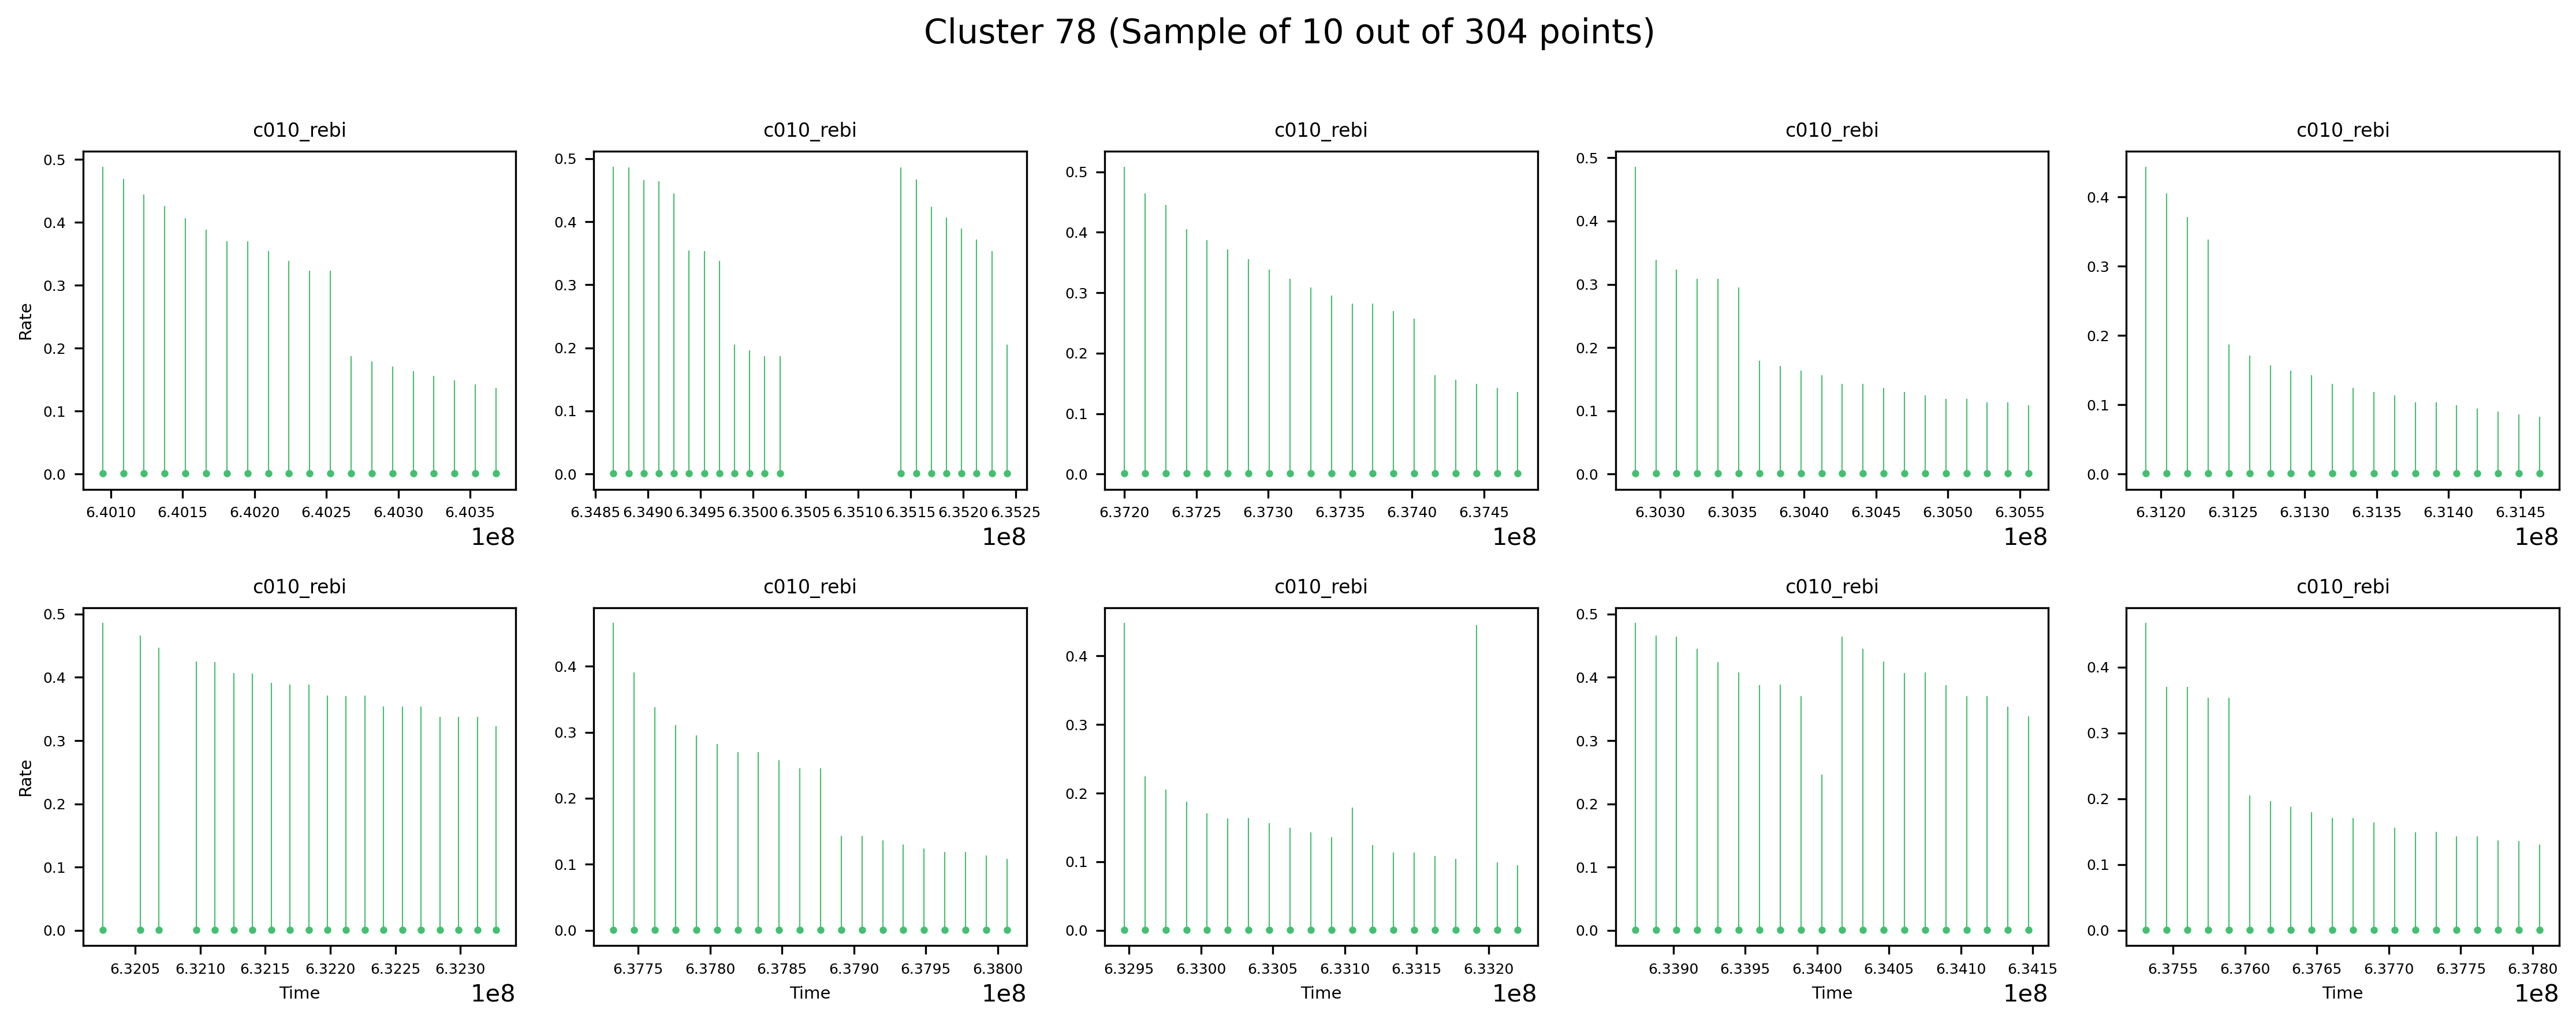 Cluster 78 (Sample of 10 out of 304 points)
c010_rebi c010_rebi c010_rebi c010_rebi c010_rebi
0.5 0.4 0.3 0.2 0.1 0.0
Rate
6.4010 6.4015 6.4020 6.4025 6.4030 6.4035
1e8
0.5 0.4 0.3 0.2 0.1 0.0
6.3485 6.3490 6.3495 6.3500 6.3505 6.3510 6.3515 6.3520 6.3525
1e8
0.5 0.4 0.3 0.2 0.1 0.0
6.3720 6.3725 6.3730 6.3735 6.3740 6.3745
1e8
0.5 0.4 0.3 0.2 0.1 0.0
6.3030 6.3035 6.3040 6.3045 6.3050 6.3055
1e8
0.4 0.3 0.2 0.1 0.0
6.3120 6.3125 6.3130 6.3135 6.3140 6.3145
1e8
c010_rebi c010_rebi c010_rebi c010_rebi c010_rebi
0.5 0.4 0.3 0.2 0.1 0.0
Rate
6.3205 6.3210 6.3215 6.3220 6.3225 6.3230
Time
1e8
0.4 0.3 0.2 0.1 0.0
6.3775 6.3780 6.3785 6.3790 6.3795 6.3800
Time
1e8
0.4 0.3 0.2 0.1 0.0
6.3295 6.3300 6.3305 6.3310 6.3315 6.3320
Time
1e8
0.5 0.4 0.3 0.2 0.1 0.0
6.3390 6.3395 6.3400 6.3405 6.3410 6.3415
Time
1e8
0.4 0.3 0.2 0.1 0.0
6.3755 6.3760 6.3765 6.3770 6.3775 6.3780
Time
1e8